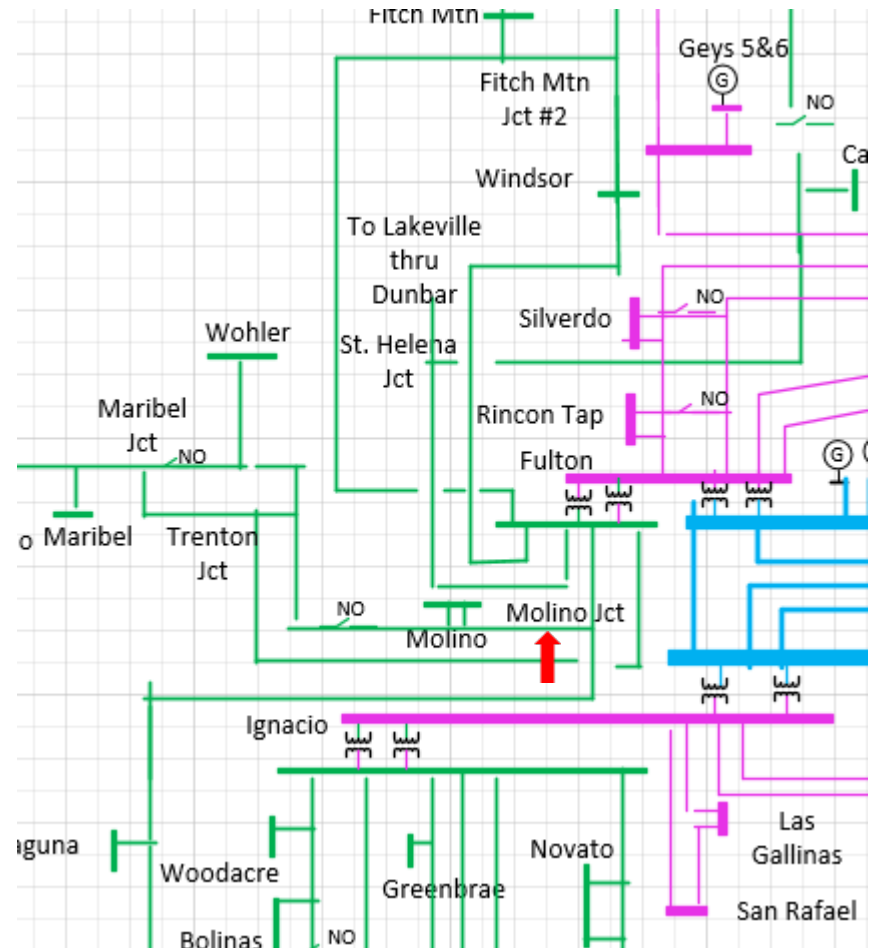 Fitch Mtn
Geys 5&6
G
Fitch Mtn
Jct #2
NO
Ca
Windsor
To Lakeville
thru
Dunbar
NO
Silverdo
Wohler
St. Helena
Jct
NO
Maribel
Jct
Rincon Tap
NO
Fulton
G
o Maribel
Trenton
Jct
NO
Molino Jct
Molino
Ignacio
aguna
Woodacre
Greenbrae
Novato
Las
Gallinas
San Rafael
Bolinas
NO